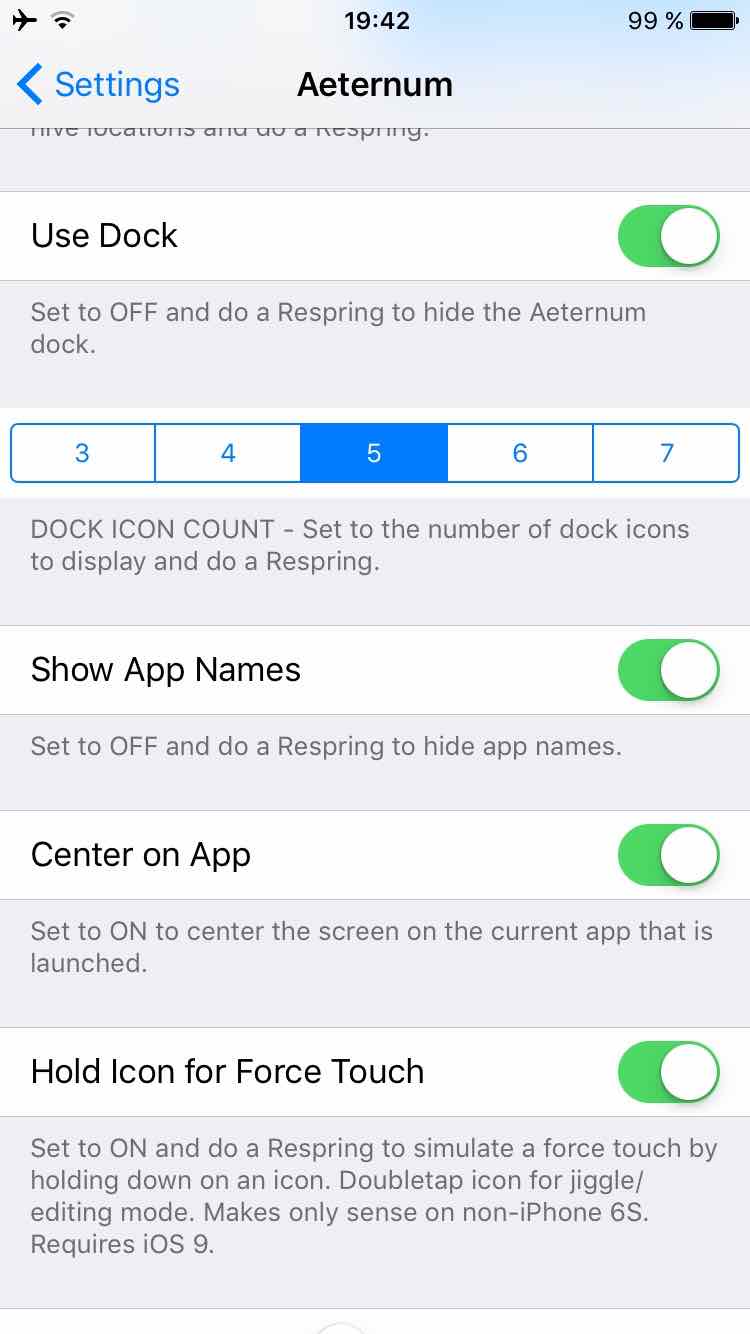 19:42
99 %
Settings
Aeternum
hive locations and do a Respring.
Use Dock
Set to OFF and do a Respring to hide the Aeternum
dock.
3 4 5 6 7
DOCK ICON COUNT - Set to the number of dock icons
to display and do a Respring.
Show App Names
Set to OFF and do a Respring to hide app names.
Center on App
Set to ON to center the screen on the current app that is
launched.
Hold Icon for Force Touch
Set to ON and do a Respring to simulate a force touch by
holding down on an icon. Doubletap icon for jiggle/
editing mode. Makes only sense on non-iPhone 6S.
Requires iOS 9.